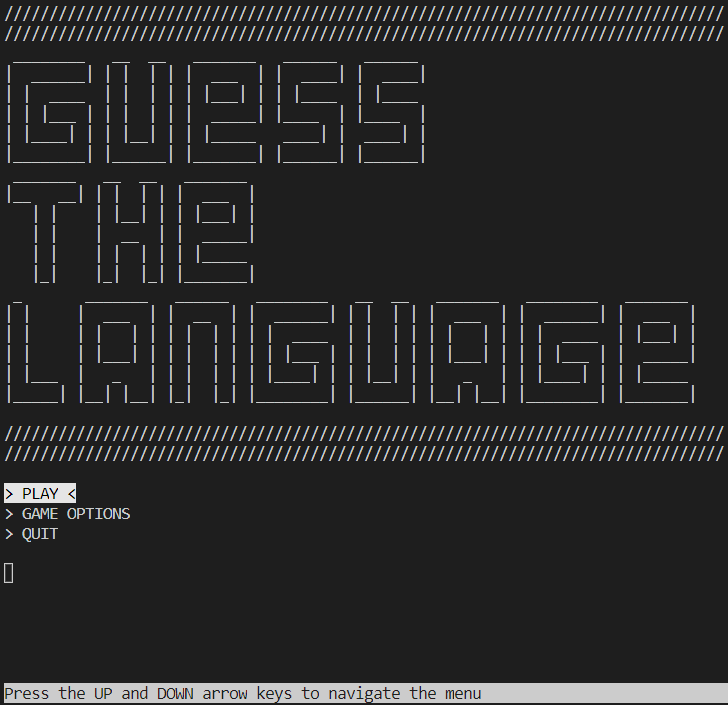 ////////////////////////////////////////////////////////////////////////////////
////////////////////////////////////////////////////////////////////////////////
GUESS
THE
LANGUAGE
////////////////////////////////////////////////////////////////////////////////
////////////////////////////////////////////////////////////////////////////////
> PLAY <
> GAME OPTIONS
> QUIT
Press the UP and DOWN arrow keys to navigate the menu